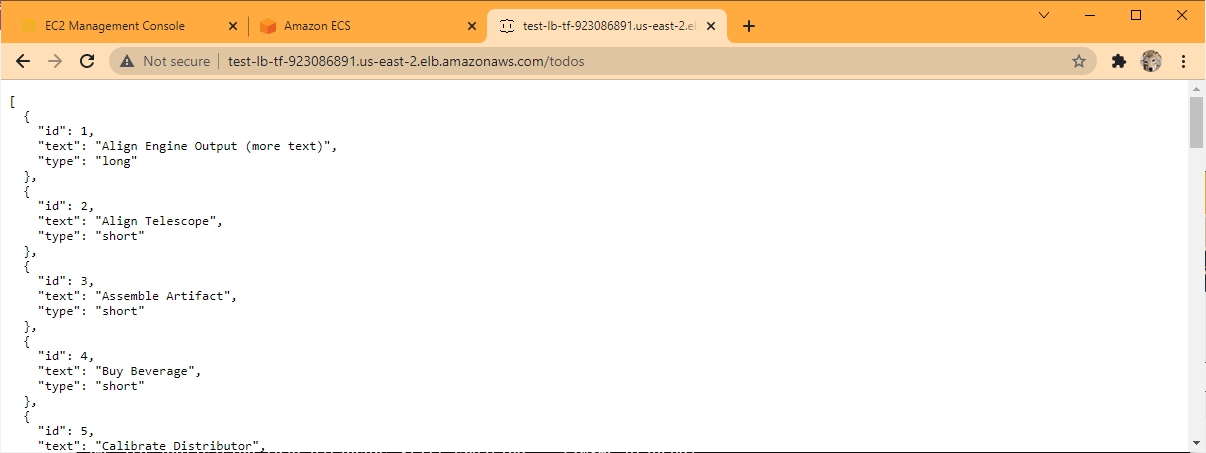 EC2 Management Console
Amazon ECS
test-lb-tf-923086891.us-east-2.el
Not secure
test-lb-tf-923086891.us-east-2.elb.amazonaws.com/todos
[
{
"id": 1,
"text": "Align Engine Output (more text)",
"type": "long"
},
{
"id": 2,
"text": "Align Telescope",
"type": "short"
},
{
"id": 3,
"text": "Assemble Artifact",
"type": "short"
},
{
"id": 4,
"text": "Buy Beverage",
"type": "short"
},
{
"id": 5,
"text": "Calibrate Distributor",